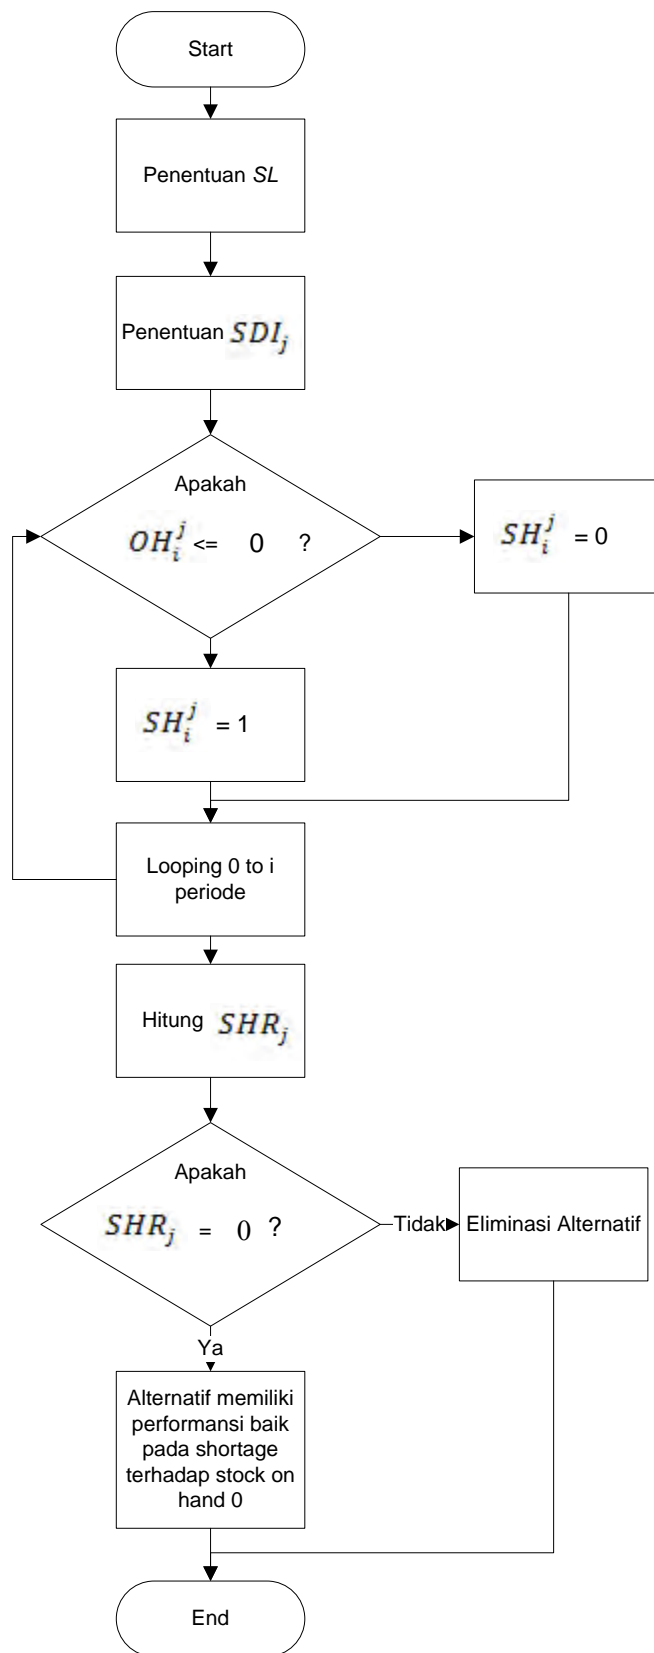 Start
Penentuan SL
Penentuan SDI_j
Apakah
OH_i^j <= 0 ?
SH_i^j = 0
SH_i^j = 1
Looping 0 to i
periode
Hitung SHR_j
Apakah
SHR_j = 0 ?
Tidak
Eliminasi Alternatif
Ya
Alternatif memiliki
performansi baik
pada shortage
terhadap stock on
hand 0
End